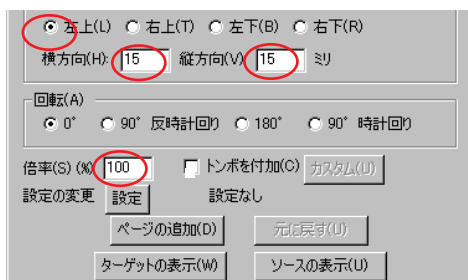 左上(L) 右上(T) 左下(B) 右下(R)
横方向(H): 15 縦方向(V) 15 ミリ
回転(A)
0° 90° 反時計回り 180° 90° 時計回り
倍率(S) (%) 100 トンボを付加(C) カスタム(U)
設定の変更 設定 設定なし
ページの追加(D) 元に戻す(U)
ターゲットの表示(W) ソースの表示(U)